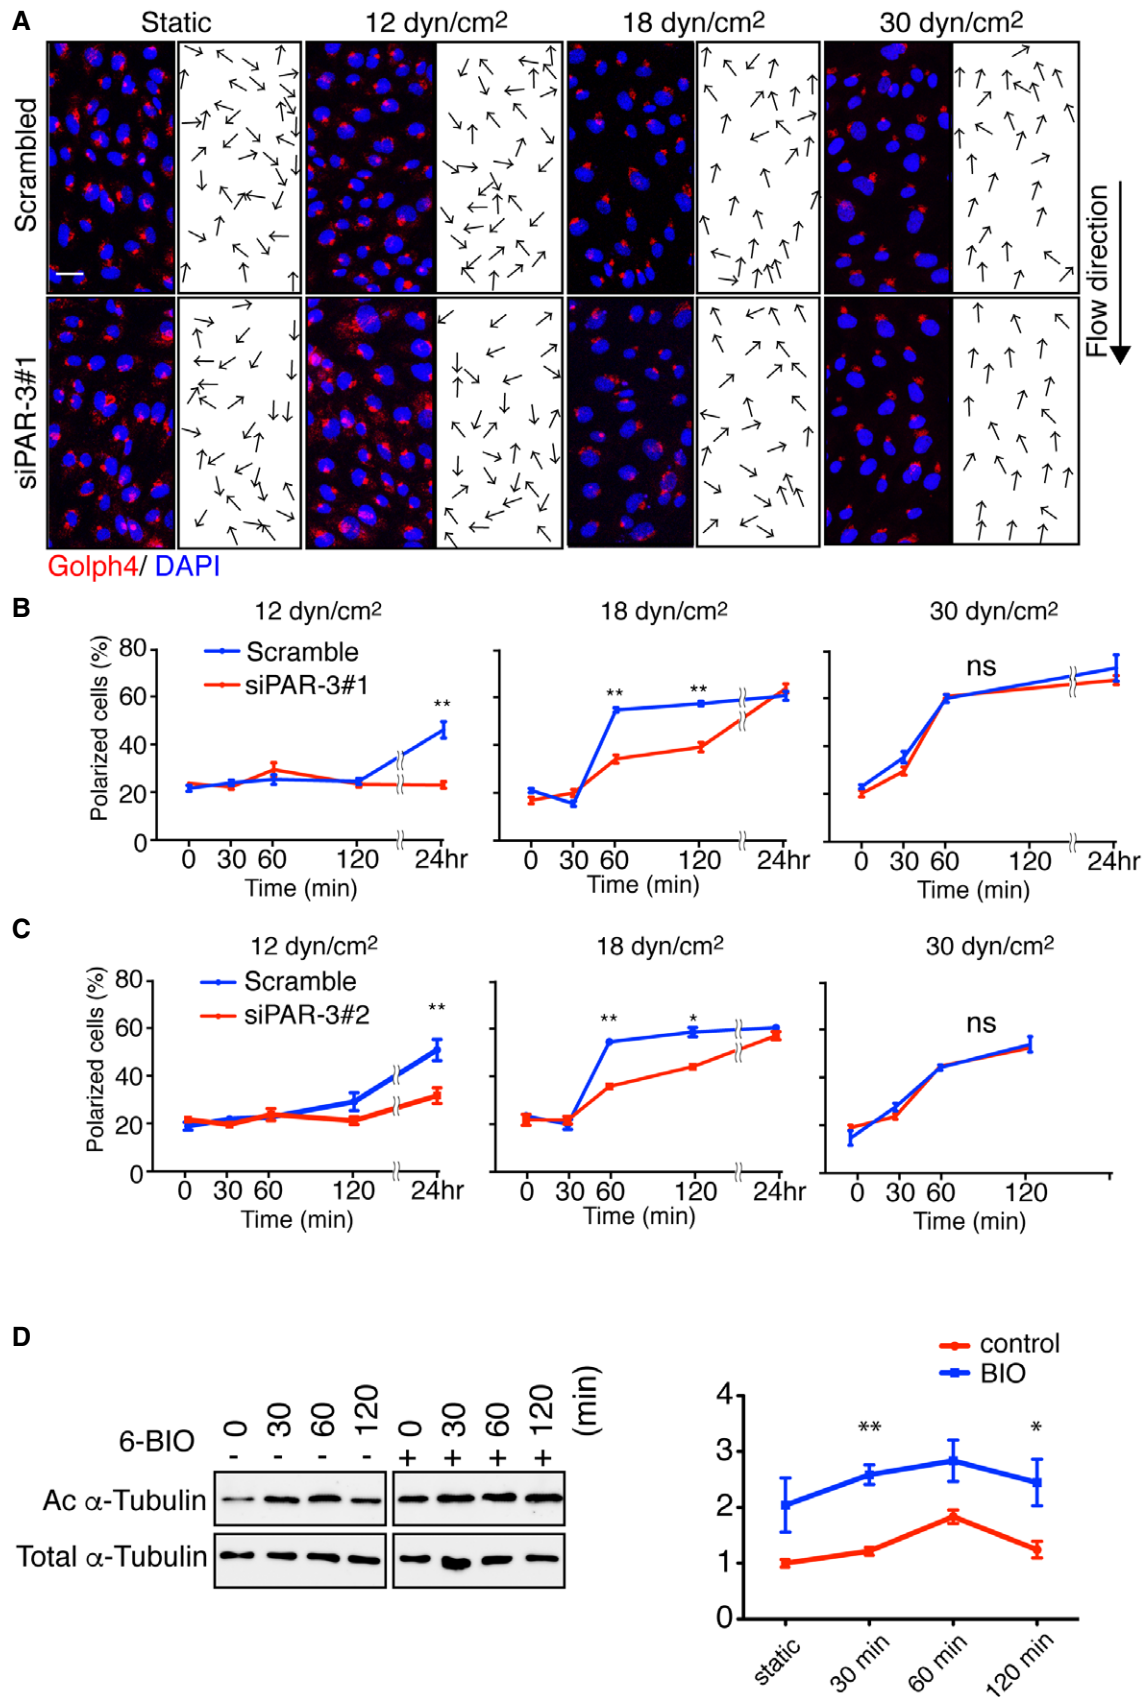 A
Static 12 dyn/cm2 18 dyn/cm2 30 dyn/cm2
Scrambled
siPAR-3#1
Flow direction
Golph4/ DAPI
B
12 dyn/cm2 18 dyn/cm2 30 dyn/cm2
Polarized cells (%)
80
60
40
20
0
Scramble
siPAR-3#1
**
** **
ns
0 30 60 120 24hr
Time (min)
0 30 60 120 24hr
Time (min)
0 30 60 120 24hr
Time (min)
C
12 dyn/cm2 18 dyn/cm2 30 dyn/cm2
Polarized cells (%)
80
60
40
20
0
Scramble
siPAR-3#2
**
** *
ns
0 30 60 120 24hr
Time (min)
0 30 60 120 24hr
Time (min)
0 30 60 120
Time (min)
D
0 30 60 120 0 30 60 120 (min)
6-BIO - - - - + + + +
Ac α-Tubulin
Total α-Tubulin
control
BIO
4
3
2
1
0
** *
static 30 min 60 min 120 min